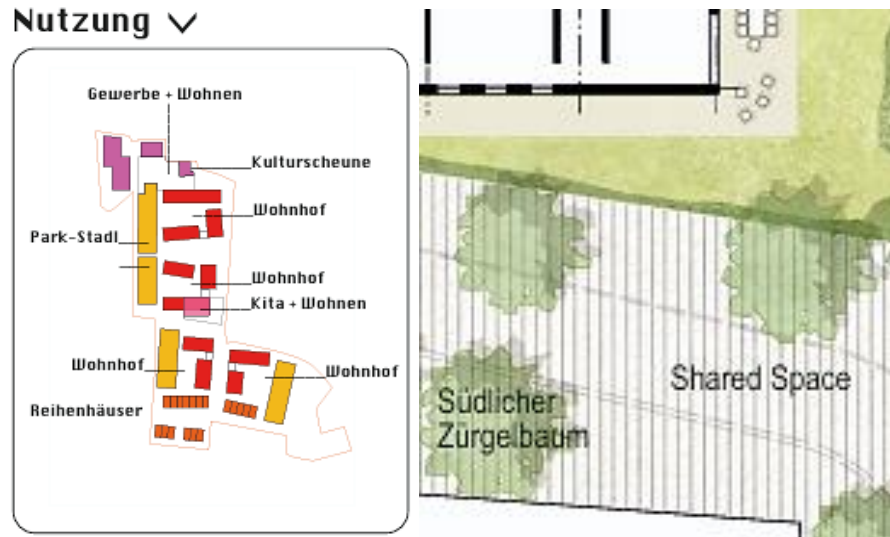 Nutzung
Gewerbe + Wohnen
Kulturscheune
Wohnhof
Park-Stadl
Wohnhof
Kita + Wohnen
Wohnhof
Wohnhof
Reihenhäuser
Shared Space
Südlicher
Zürgelbaum